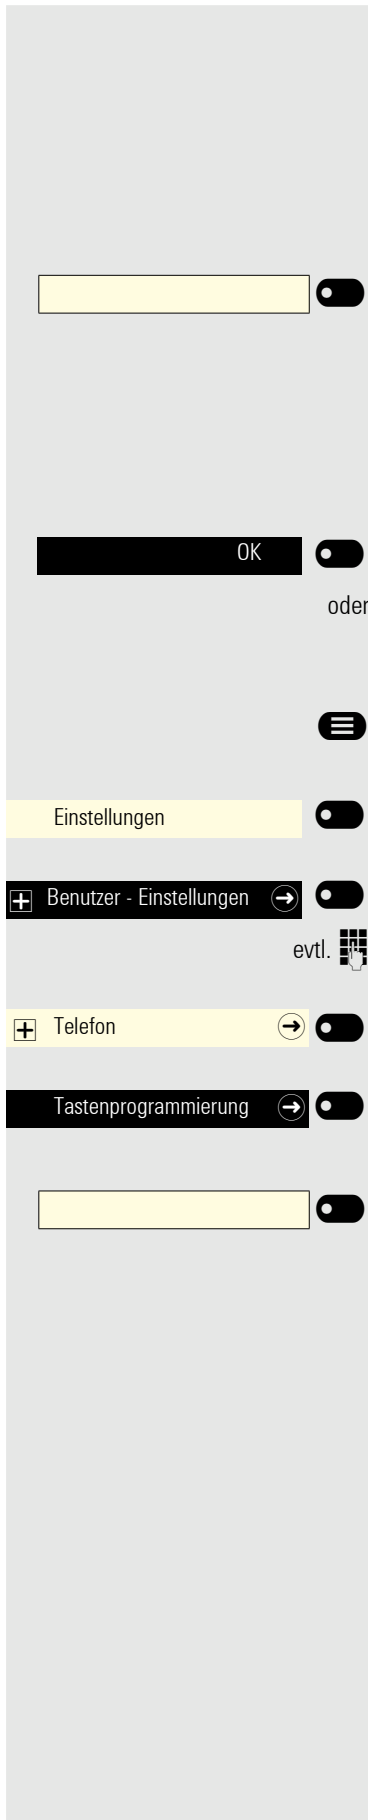 OK
oder
Einstellungen
Benutzer - Einstellungen
evtl.
Telefon
Tastenprogrammierung